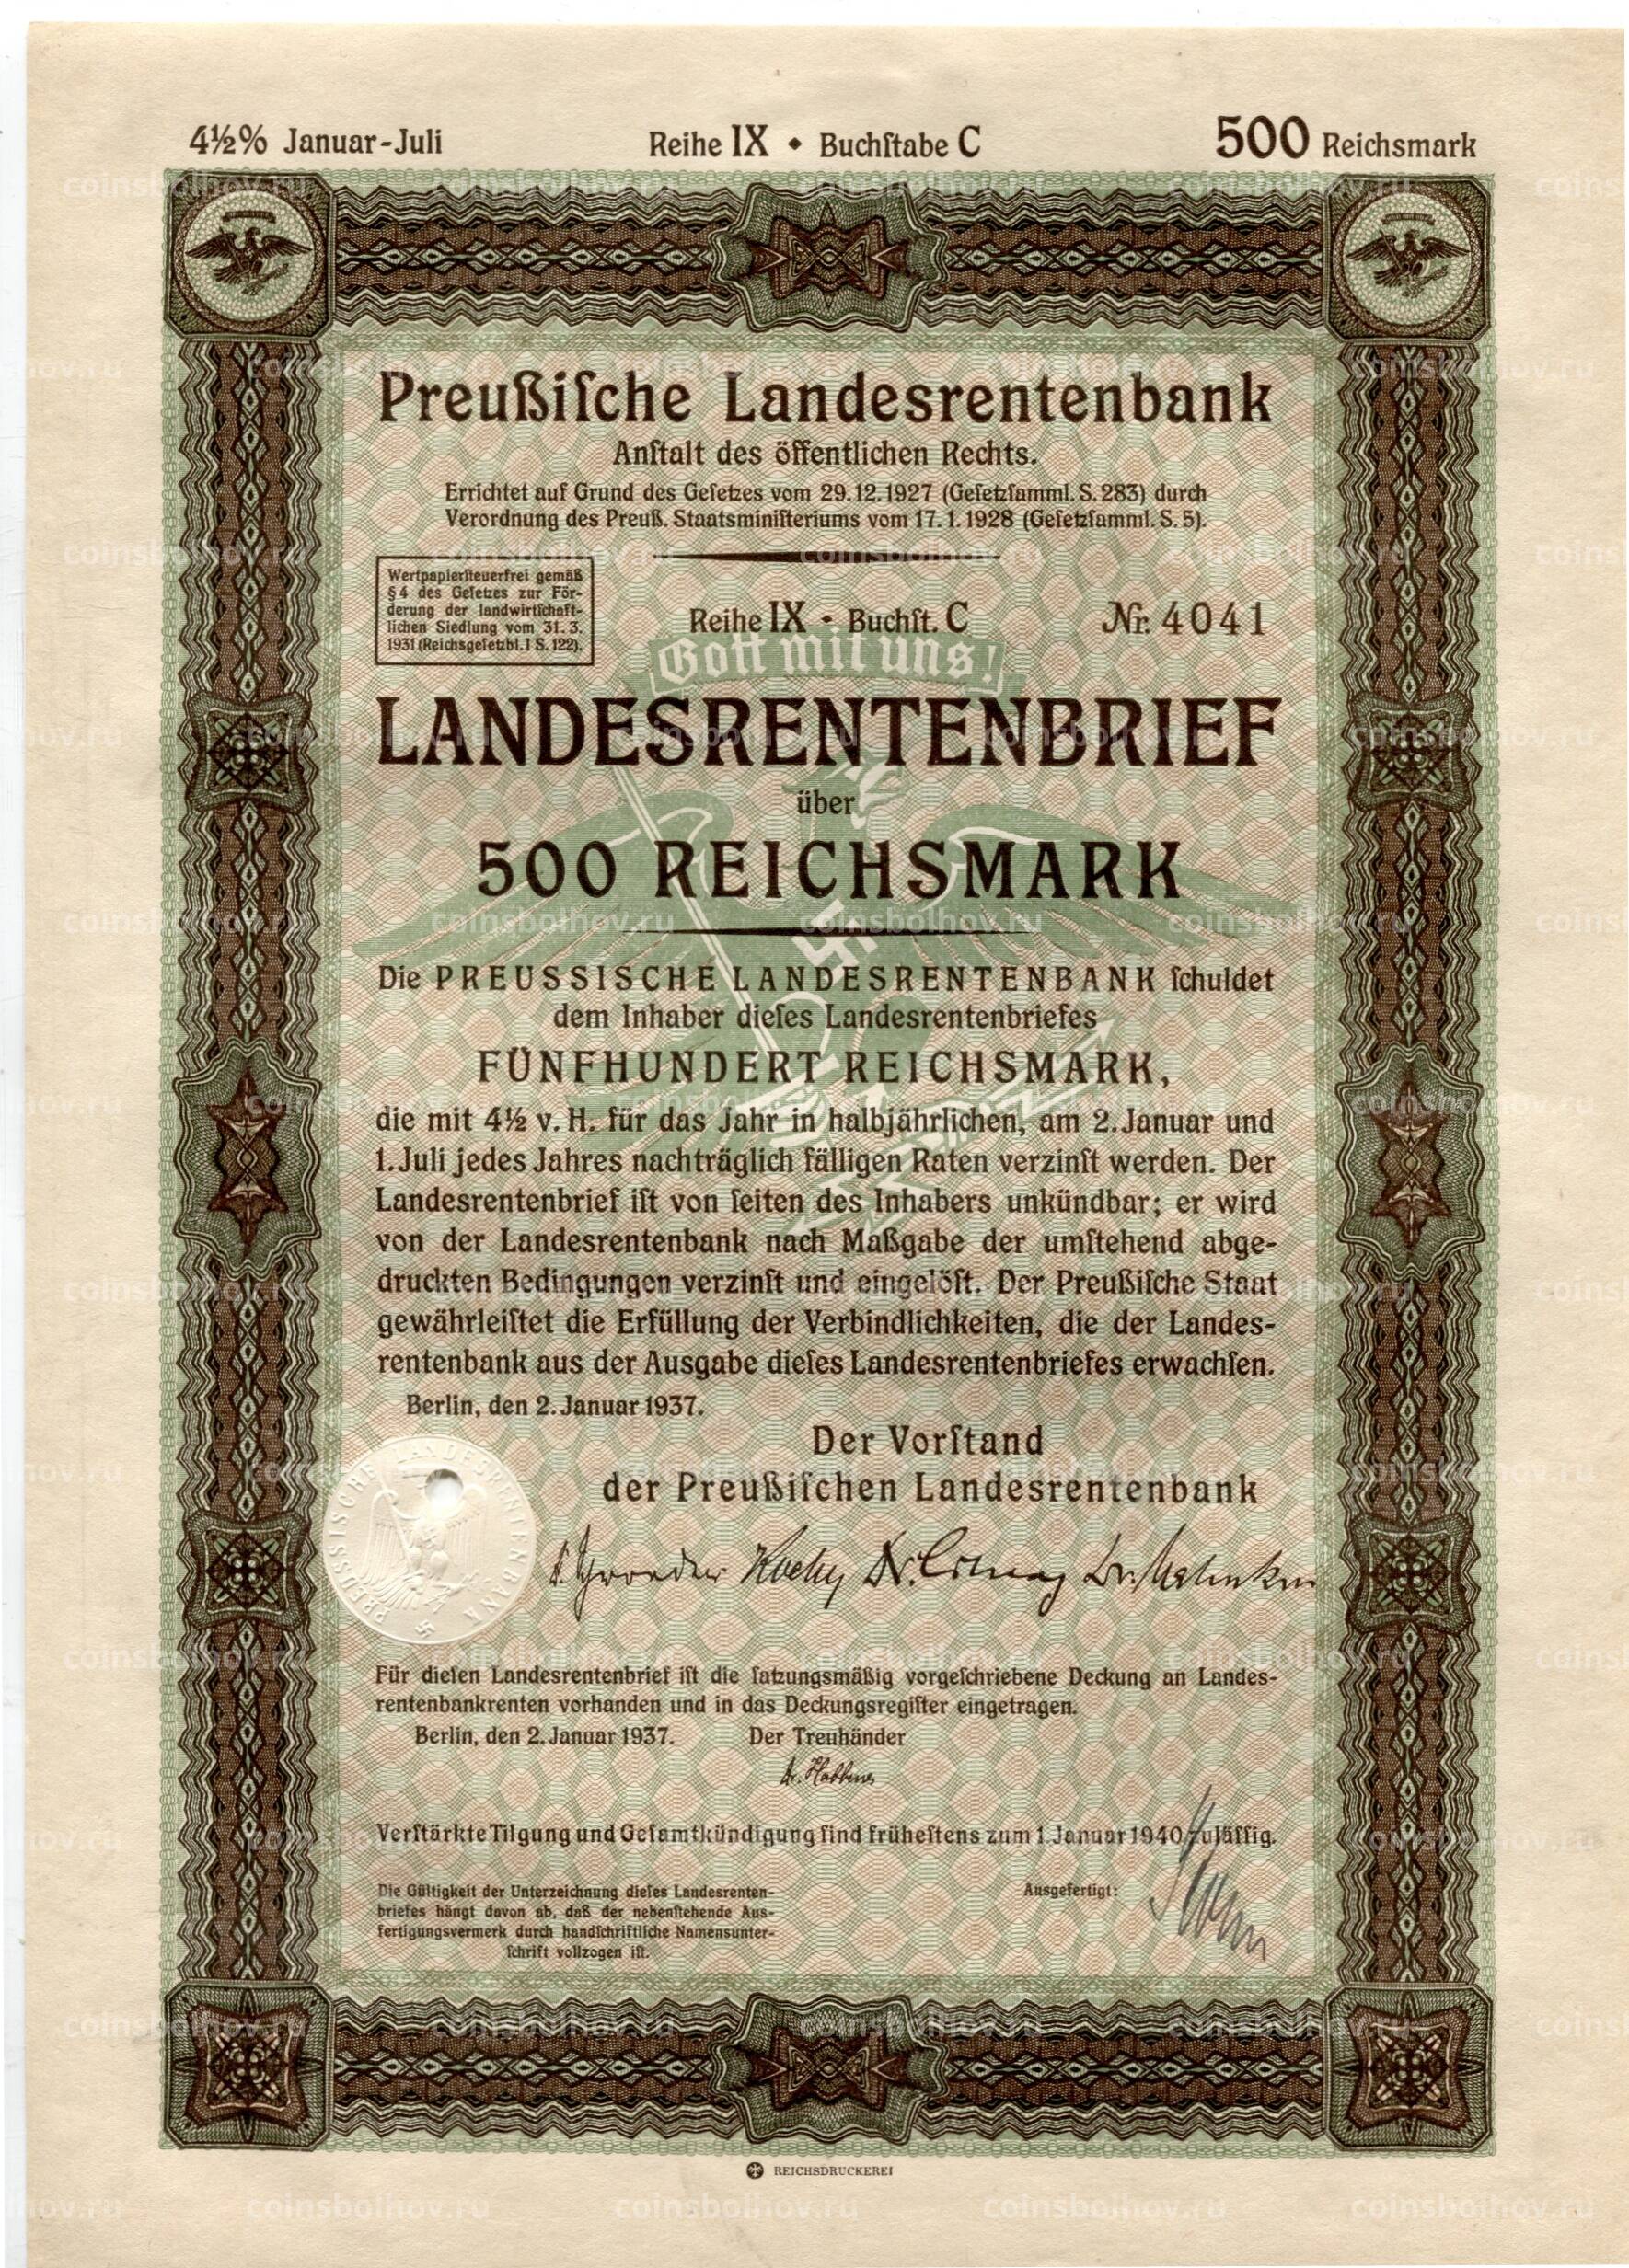 4½% Januar-Juli
Reihe IX • Buchſtabe C
500 Reichsmark
Preußiſche Landesrentenbank
Anſtalt des öffentlichen Rechts.
Errichtet auf Grund des Geſetzes vom 29.12.1927 (Geſetzſamml. S. 283) durch
Verordnung des Preuß. Staatsminiſteriums vom 17.1.1928 (Geſetzſamml. S. 5).
Wertpapierſteuerfrei gemäß
§ 4 des Geſetzes zur För-
derung der landwirtſchaft-
lichen Siedlung vom 31.3.
1931 (Reichsgeſetzbl. I S. 122).
Reihe IX • Buchſt. C
Nr. 4041
Gott mit uns!
LANDESRENTENBRIEF
über
500 REICHSMARK
Die PREUSSISCHE LANDESRENTENBANK ſchuldet
dem Inhaber dieſes Landesrentenbriefes
FÜNFHUNDERT REICHSMARK,
die mit 4½ v. H. für das Jahr in halbjährlichen, am 2. Januar und
1. Juli jedes Jahres nachträglich fälligen Raten verzinſt werden. Der
Landesrentenbrief iſt von ſeiten des Inhabers unkündbar; er wird
von der Landesrentenbank nach Maßgabe der umſtehend abge-
druckten Bedingungen verzinſt und eingelöſt. Der Preußiſche Staat
gewährleiſtet die Erfüllung der Verbindlichkeiten, die der Landes-
rentenbank aus der Ausgabe dieſes Landesrentenbriefes erwachſen.
Berlin, den 2. Januar 1937.
Der Vorſtand
der Preußiſchen Landesrentenbank
PREUSSISCHE LANDESRENTENBANK
Für dieſen Landesrentenbrief iſt die ſatzungsmäßig vorgeſchriebene Deckung an Landes-
rentenbankrenten vorhanden und in das Deckungsregiſter eingetragen.
Berlin, den 2. Januar 1937.
Der Treuhänder
Verſtärkte Tilgung und Geſamtkündigung ſind früheſtens zum 1. Januar 1940 zuläſſig.
Die Gültigkeit der Unterzeichnung dieſes Landesrenten-
briefes hängt davon ab, daß der nebenſtehende Aus-
fertigungsvermerk durch handſchriftliche Namensunter-
ſchrift vollzogen iſt.
Ausgefertigt:
REICHSDRUCKEREI
coinsbolhov.ru